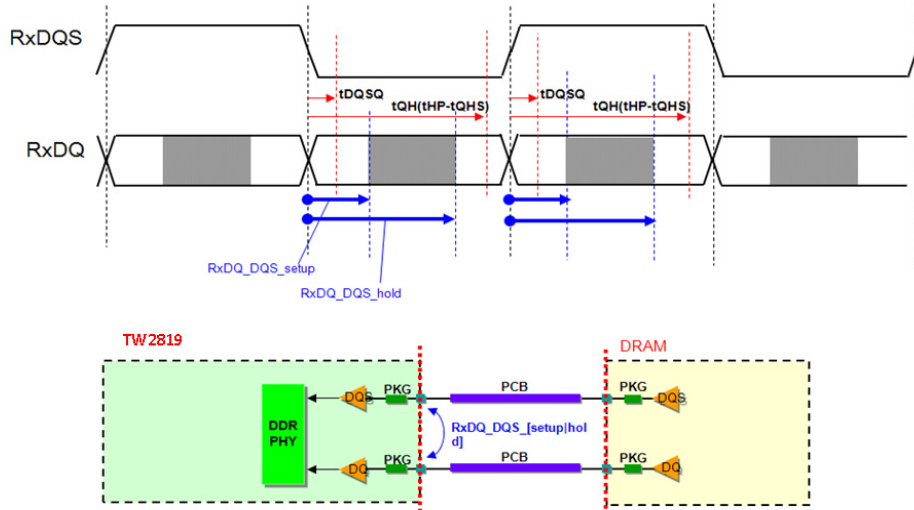 RxDQS
tDQSQ
tDQSQ
tQH(tHP-tQHS)
tQH(tHP-tQHS)
RxDQ
RxDQ_DQS_setup
RxDQ_DQS_hold
TW2819
DRAM
PKG
PCB
PKG
DQS
DQS
DDR
PHY
RxDQ_DQS_[setup|hol
d]
PKG
PCB
PKG
DQ
DQ